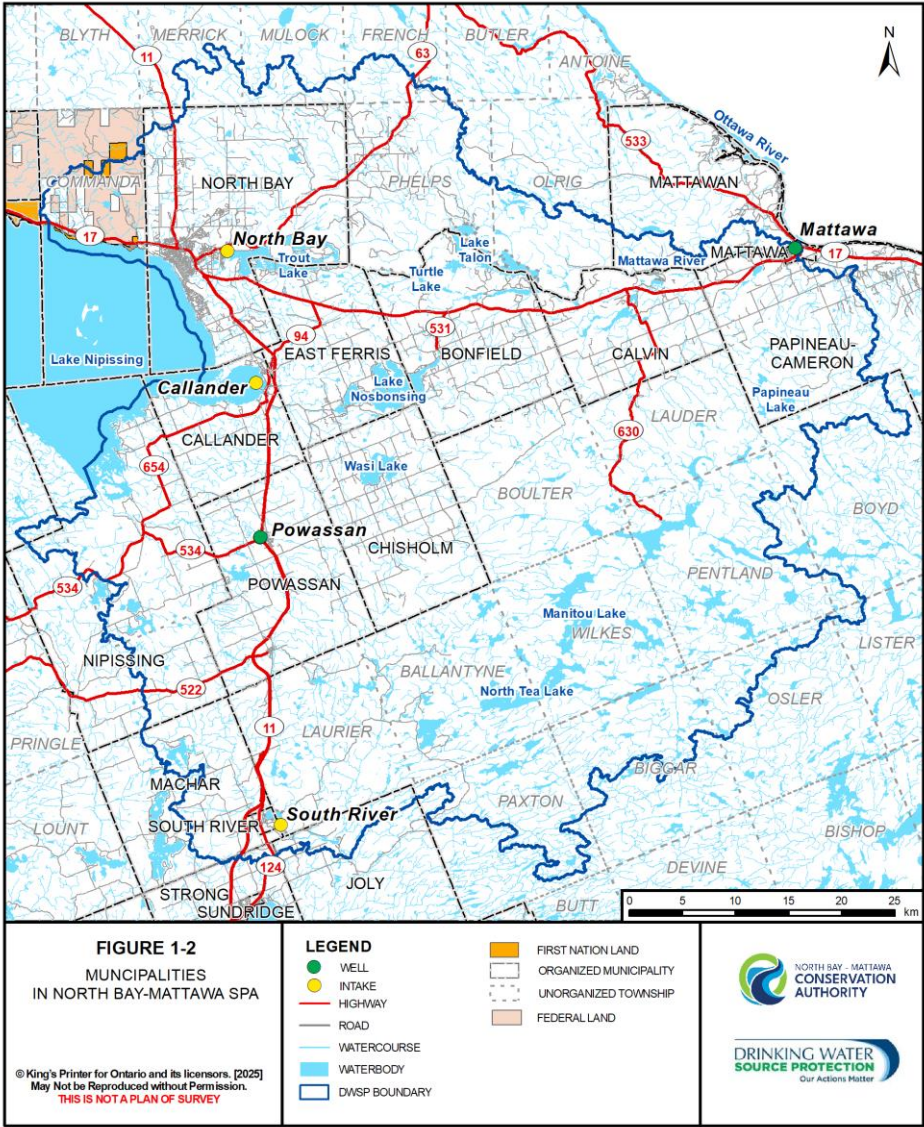 BLYTH
MERRICK
MULOCK
FRENCH
BUTLER
11
63
ANTOINE
N
Ottawa River
533
COMMANDA
NORTH BAY
PHELPS
OLRIG
MATTAWAN
17
North Bay
Trout
Lake
Lake
Talon
Turtle
Lake
Mattawa River
Mattawa
MATTAWA
17
94
531
EAST FERRIS
BONFIELD
CALVIN
PAPINEAU-
CAMERON
Lake Nipissing
Callander
Lake
Nosbonsing
Papineau
Lake
CALLANDER
LAUDER
630
654
Wasi Lake
BOULTER
BOYD
Powassan
534
CHISHOLM
534
POWASSAN
PENTLAND
Manitou Lake
WILKES
NIPISSING
LISTER
BALLANTYNE
522
North Tea Lake
OSLER
11
LAURIER
PRINGLE
BIGGAR
MACHAR
PAXTON
South River
LOUNT
SOUTH RIVER
BISHOP
124
JOLY
DEVINE
STRONG
SUNDRIDGE
BUTT
0 5 10 15 20 25
km
FIGURE 1-2
MUNCIPALITIES
IN NORTH BAY-MATTAWA SPA
© King's Printer for Ontario and its licensors. [2025]
May Not be Reproduced without Permission.
THIS IS NOT A PLAN OF SURVEY
LEGEND
WELL
INTAKE
HIGHWAY
ROAD
WATERCOURSE
WATERBODY
DWSP BOUNDARY
FIRST NATION LAND
ORGANIZED MUNICIPALITY
UNORGANIZED TOWNSHIP
FEDERAL LAND
NORTH BAY - MATTAWA
CONSERVATION
AUTHORITY
DRINKING WATER
SOURCE PROTECTION
Our Actions Matter